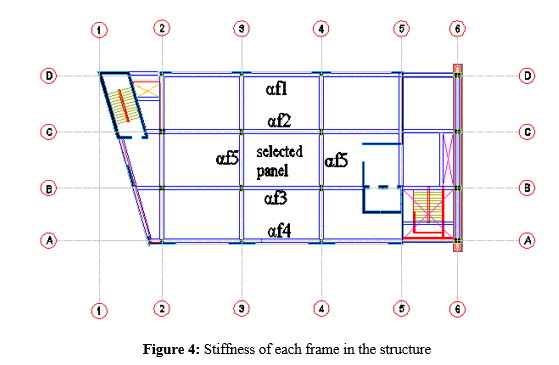 1 2 3 4 5 6
D αf1 D
αf2
C C
αf5 selected panel αf5
B B
αf3
A αf4 A
1 2 3 4 5 6
Figure 4: Stiffness of each frame in the structure